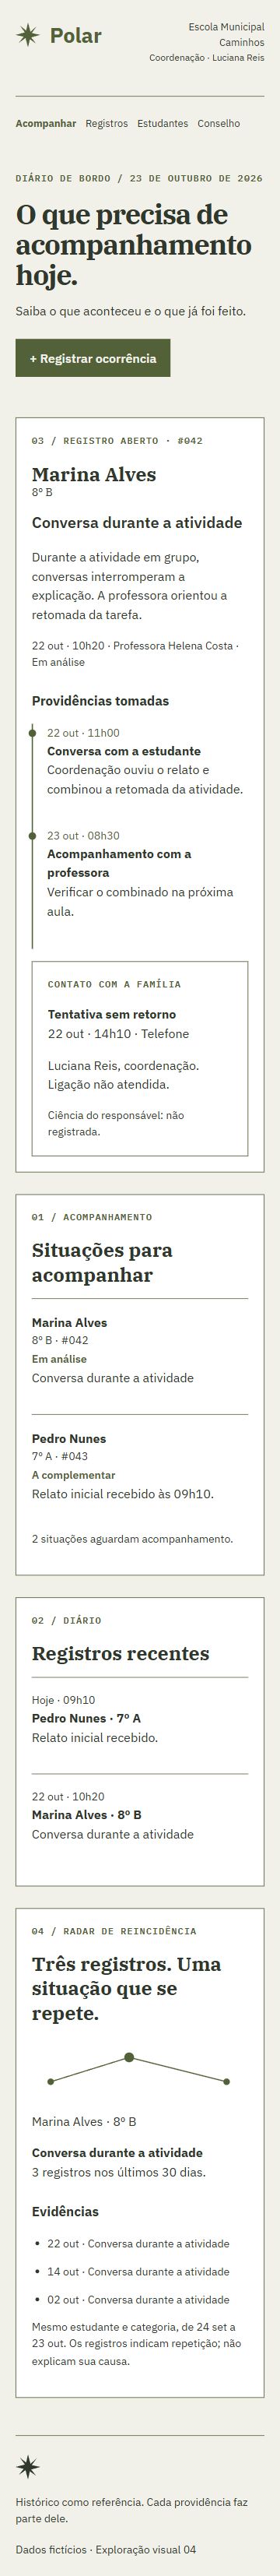 Polar
Escola Municipal
Caminhos
Coordenação · Luciana Reis
Acompanhar Registros Estudantes Conselho
DIÁRIO DE BORDO / 23 DE OUTUBRO DE 2026
O que precisa de
acompanhamento
hoje.
Saiba o que aconteceu e o que já foi feito.
+ Registrar ocorrência
03 / REGISTRO ABERTO · #042
Marina Alves
8º B
Conversa durante a atividade
Durante a atividade em grupo,
conversas interromperam a
explicação. A professora orientou a
retomada da tarefa.
22 out · 10h20 · Professora Helena Costa ·
Em análise
Providências tomadas
22 out · 11h00
Conversa com a estudante
Coordenação ouviu o relato e
combinou a retomada da atividade.
23 out · 08h30
Acompanhamento com a
professora
Verificar o combinado na próxima
aula.
CONTATO COM A FAMÍLIA
Tentativa sem retorno
22 out · 14h10 · Telefone
Luciana Reis, coordenação.
Ligação não atendida.
Ciência do responsável: não
registrada.
01 / ACOMPANHAMENTO
Situações para
acompanhar
Marina Alves
8º B · #042
Em análise
Conversa durante a atividade
Pedro Nunes
7º A · #043
A complementar
Relato inicial recebido às 09h10.
2 situações aguardam acompanhamento.
02 / DIÁRIO
Registros recentes
Hoje · 09h10
Pedro Nunes · 7º A
Relato inicial recebido.
22 out · 10h20
Marina Alves · 8º B
Conversa durante a atividade
04 / RADAR DE REINCIDÊNCIA
Três registros. Uma
situação que se
repete.
Marina Alves · 8º B
Conversa durante a atividade
3 registros nos últimos 30 dias.
Evidências
• 22 out · Conversa durante a atividade
• 14 out · Conversa durante a atividade
• 02 out · Conversa durante a atividade
Mesmo estudante e categoria, de 24 set a
23 out. Os registros indicam repetição; não
explicam sua causa.
Histórico como referência. Cada providência faz
parte dele.
Dados fictícios · Exploração visual 04